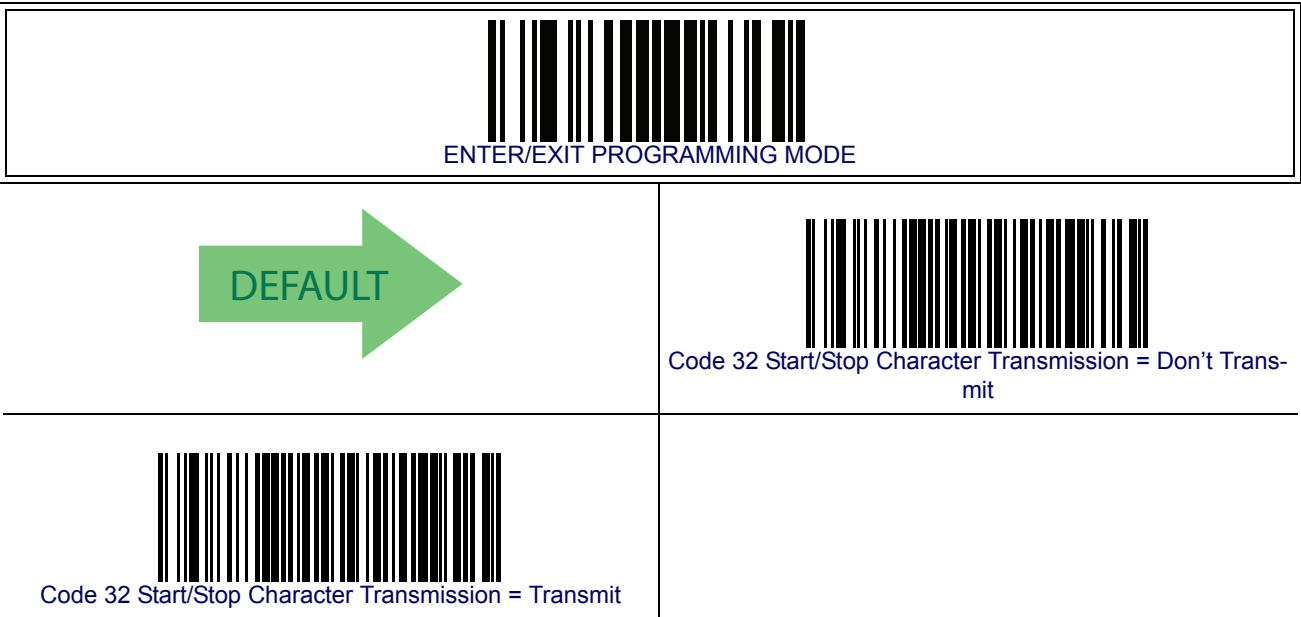 ENTER/EXIT PROGRAMMING MODE
DEFAULT
Code 32 Start/Stop Character Transmission = Don’t Trans-
mit
Code 32 Start/Stop Character Transmission = Transmit